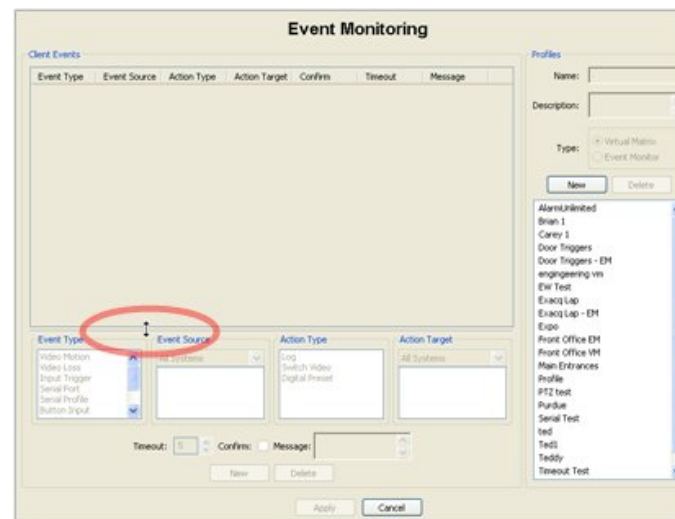 Event Monitoring
Client Events
Event Type Event Source Action Type Action Target Confirm Timeout Message
Event Type
Video Motion
Video Loss
Input Trigger
Serial Port
Serial Profile
Button Input
Event Source
All Systems
Action Type
Log
Switch Video
Digital Preset
Action Target
All Systems
Timeout: 5 Confirm: Message:
New Delete
Apply Cancel
Profiles
Name:
Description:
Type: Virtual Matrix
Event Monitor
New Delete
AlarmUnlimited
Brian 1
Carey 1
Door Triggers
Door Triggers - EM
engingeering vm
EW Test
Exacq Lap
Exacq Lap - EM
Expo
Front Office EM
Front Office VM
Main Entrances
Profile
PTZ test
Purdue
Serial Test
ted
Ted1
Teddy
Timeout Test